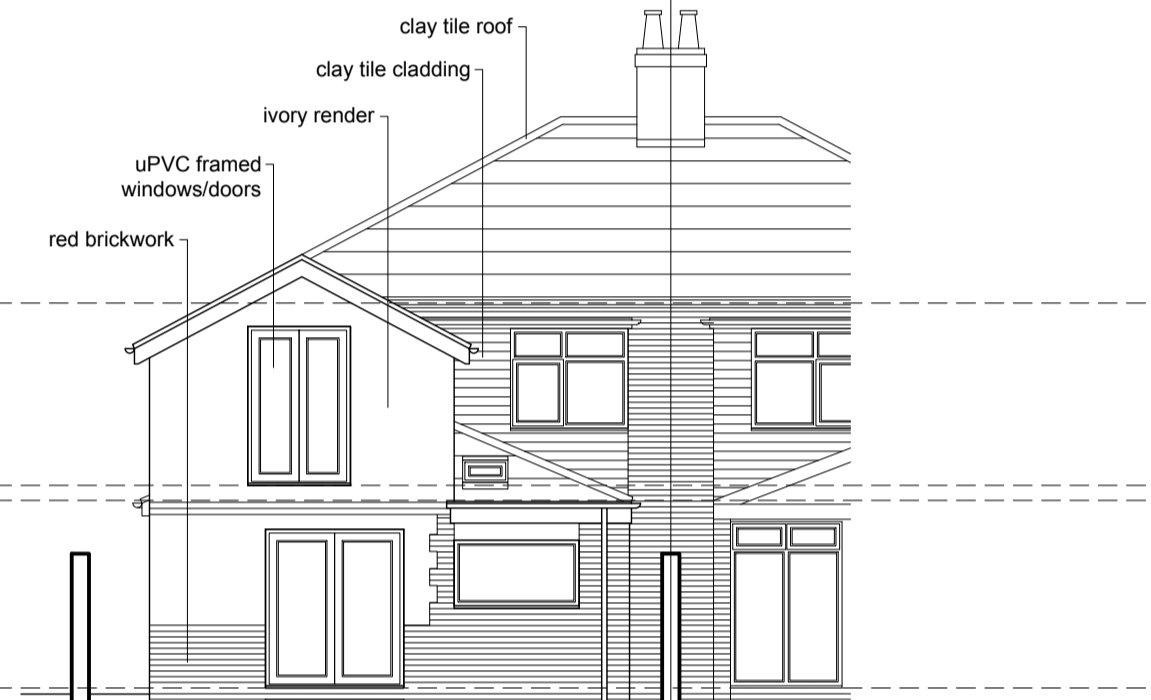 clay tile roof
clay tile cladding
ivory render
uPVC framed
windows/doors
red brickwork